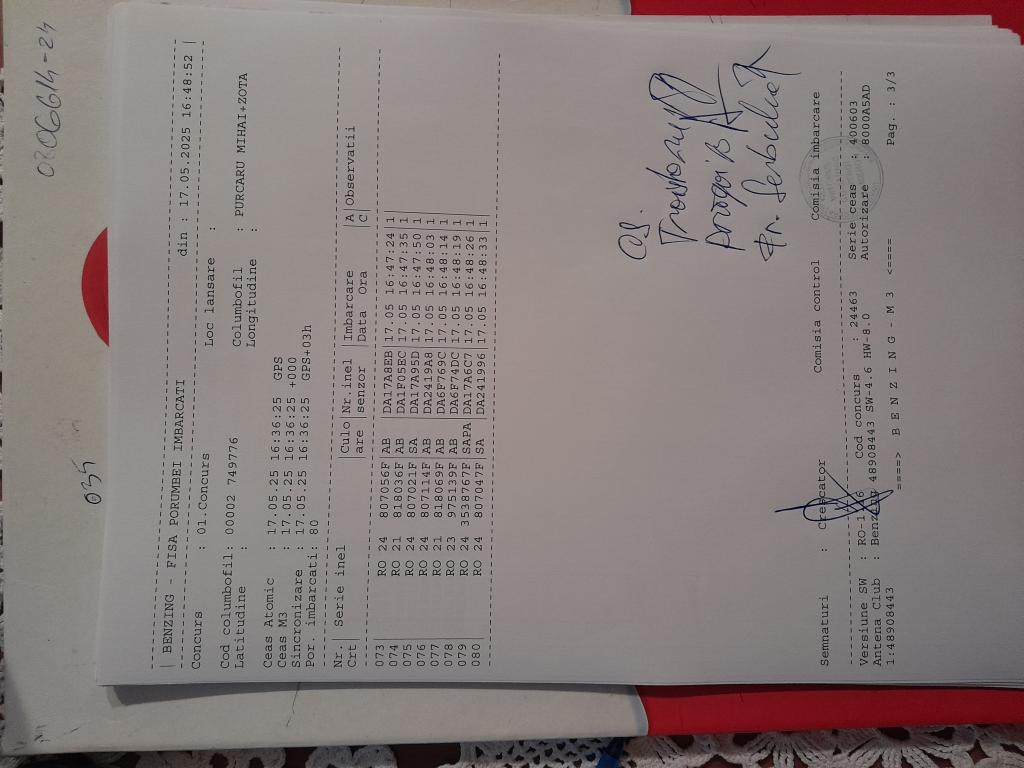 0306614-24
035
| BENZING - FISA PORUMBEI IMBARCATI din : 17.05.2025 16:48:52 |
Concurs : 01.Concurs Loc lansare :
Cod columbofil: 00002 749776 Columbofil : PURCARU MIHAI+ZOTA
Latitudine : Longitudine :
Ceas Atomic : 17.05.25 16:36:25 GPS
Ceas M3 : 17.05.25 16:36:25 +000
Sincronizare : 17.05.25 16:36:25 GPS+03h
Por. imbarcati: 80
Nr.| Serie inel |Culo|Nr.inel |Imbarcare |A|Observatii
Crt| |are |senzor |Data Ora |C|
073| RO 24 807056F|AB |DA17A8EB|17.05 16:47:24|1|
074| RO 21 818036F|AB |DA1F05EC|17.05 16:47:35|1|
075| RO 24 807021F|SA |DA17A95D|17.05 16:47:50|1|
076| RO 24 807114F|AB |DA2419A8|17.05 16:48:03|1|
077| RO 21 818069F|AB |DA6F769C|17.05 16:48:14|1|
078| RO 23 975139F|AB |DA6F74DC|17.05 16:48:19|1|
079| RO 24 3538767F|SAPA|DA17A6C7|17.05 16:48:26|1|
080| RO 24 807047F|SA |DA241996|17.05 16:48:33|1|
Semnaturi : Crescator Comisia control Comisia imbarcare
Versiune SW : RO-1.6 Cod concurs : 24463 Serie ceas : 400603
Antena Club : Benzing 48908443 SW-4.6 HW-8.0 Autorizare : 8000A5AD
1:48908443
====> B E N Z I N G - M 3 <==== Pag. : 3/3